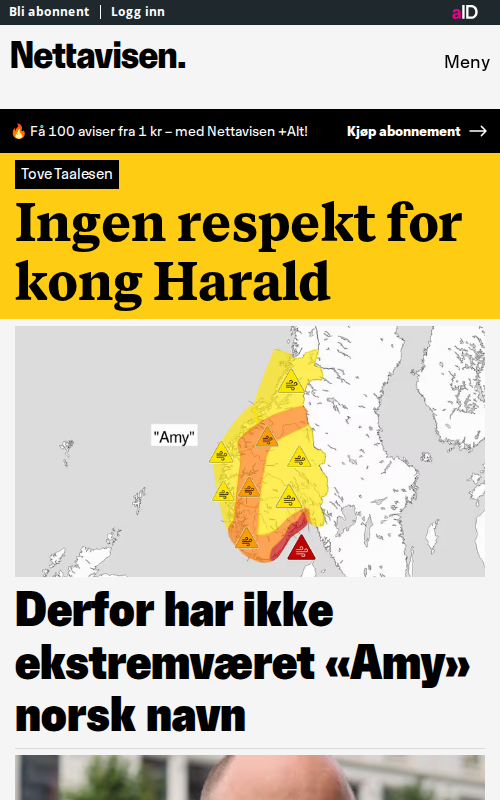 Bli abonnent | Logg inn
aID
Nettavisen.
Meny
🔥 Få 100 aviser fra 1 kr – med Nettavisen +Alt!
Kjøp abonnement →
Tove Taalesen
Ingen respekt for
kong Harald
"Amy"
Derfor har ikke
ekstremværet «Amy»
norsk navn